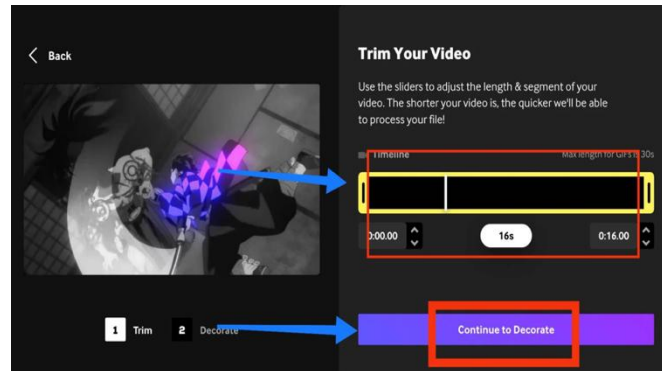 Back
Trim Your Video
Use the sliders to adjust the length & segment of your
video. The shorter your video is, the quicker we'll be able
to process your file!
Timeline
Max length for GIFs is 30s
0:00.00
16s
0:16.00
1 Trim 2 Decorate
Continue to Decorate